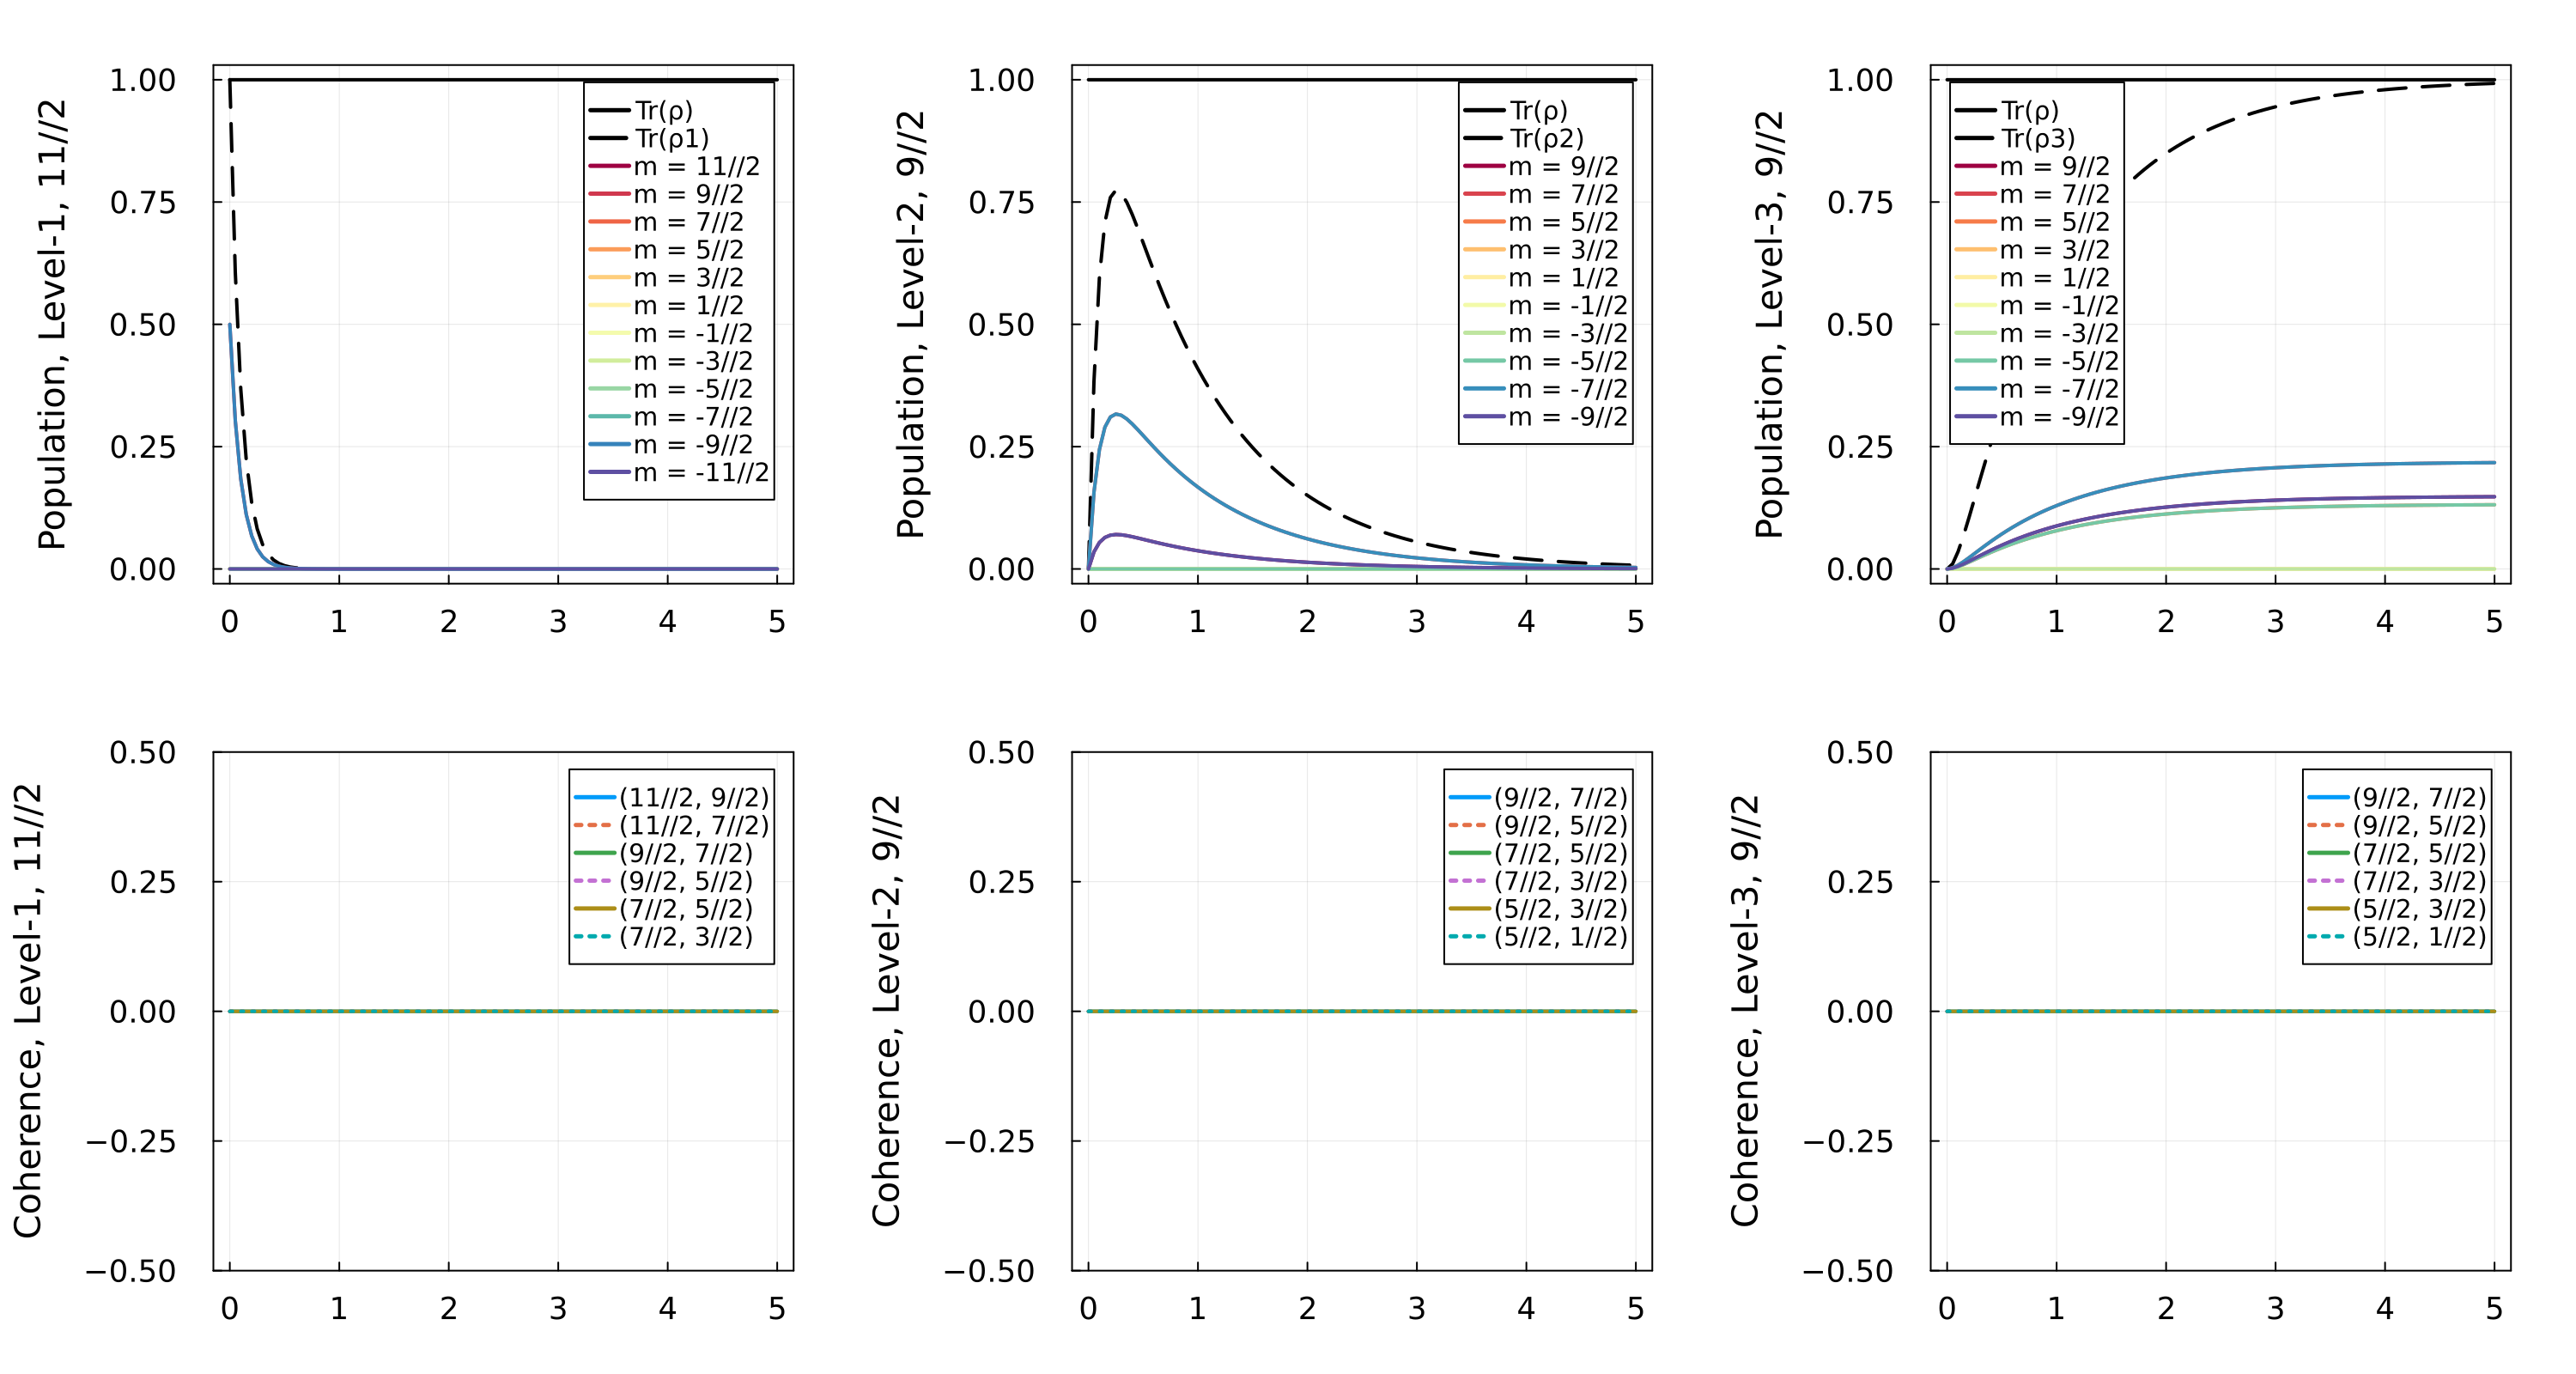 Population, Level-1, 11//2
1.00
0.75
0.50
0.25
0.00
0 1 2 3 4 5
Tr(ρ)
Tr(ρ1)
m = 11//2
m = 9//2
m = 7//2
m = 5//2
m = 3//2
m = 1//2
m = -1//2
m = -3//2
m = -5//2
m = -7//2
m = -9//2
m = -11//2
Population, Level-2, 9//2
1.00
0.75
0.50
0.25
0.00
0 1 2 3 4 5
Tr(ρ)
Tr(ρ2)
m = 9//2
m = 7//2
m = 5//2
m = 3//2
m = 1//2
m = -1//2
m = -3//2
m = -5//2
m = -7//2
m = -9//2
Population, Level-3, 9//2
1.00
0.75
0.50
0.25
0.00
0 1 2 3 4 5
Tr(ρ)
Tr(ρ3)
m = 9//2
m = 7//2
m = 5//2
m = 3//2
m = 1//2
m = -1//2
m = -3//2
m = -5//2
m = -7//2
m = -9//2
Coherence, Level-1, 11//2
0.50
0.25
0.00
−0.25
−0.50
0 1 2 3 4 5
(11//2, 9//2)
(11//2, 7//2)
(9//2, 7//2)
(9//2, 5//2)
(7//2, 5//2)
(7//2, 3//2)
Coherence, Level-2, 9//2
0.50
0.25
0.00
−0.25
−0.50
0 1 2 3 4 5
(9//2, 7//2)
(9//2, 5//2)
(7//2, 5//2)
(7//2, 3//2)
(5//2, 3//2)
(5//2, 1//2)
Coherence, Level-3, 9//2
0.50
0.25
0.00
−0.25
−0.50
0 1 2 3 4 5
(9//2, 7//2)
(9//2, 5//2)
(7//2, 5//2)
(7//2, 3//2)
(5//2, 3//2)
(5//2, 1//2)